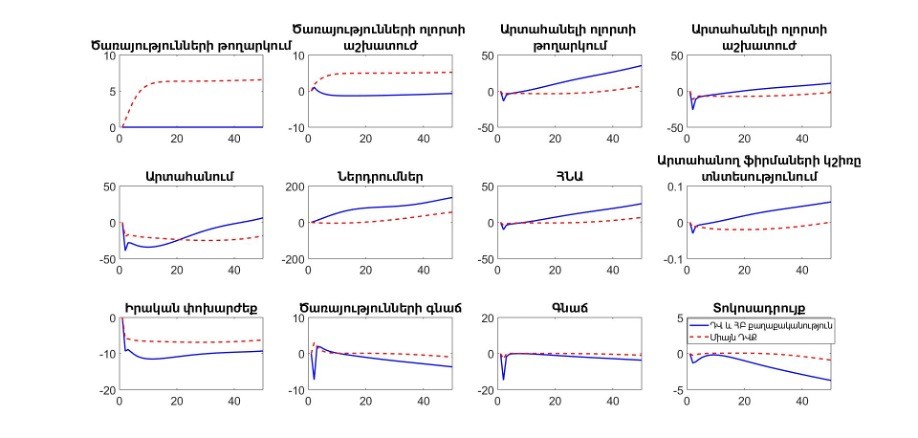 Ծառայությունների թողարկում
Ծառայությունների ոլորտի
աշխատուժ
Արտահանելի ոլորտի
թողարկում
Արտահանելի ոլորտի
աշխատուժ
10
5
0
0 20 40
10
0
-10
0 20 40
50
0
-50
0 20 40
50
0
-50
0 20 40
Արտահանում
Ներդրումներ
ՀՆԱ
Արտահանող ֆիրմաների կշիռը
տնտեսությունում
50
0
-50
0 20 40
200
0
-200
0 20 40
50
0
-50
0 20 40
0.1
0
-0.1
0 20 40
Իրական փոխարժեք
Ծառայությունների գնաճ
Գնաճ
Տոկոսադրույք
0
-10
-20
0 20 40
10
0
-10
0 20 40
20
0
-20
0 20 40
5
0
-5
0 20 40
ԴՎ և ՀԲ քաղաքականություն
Միայն ԴՎՔ